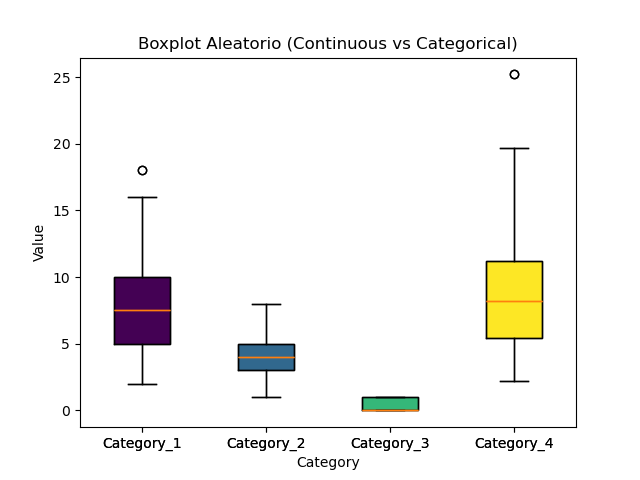 Boxplot Aleatorio (Continuous vs Categorical)
25
20
15
10
5
0
Value
Category_1 Category_2 Category_3 Category_4
Category